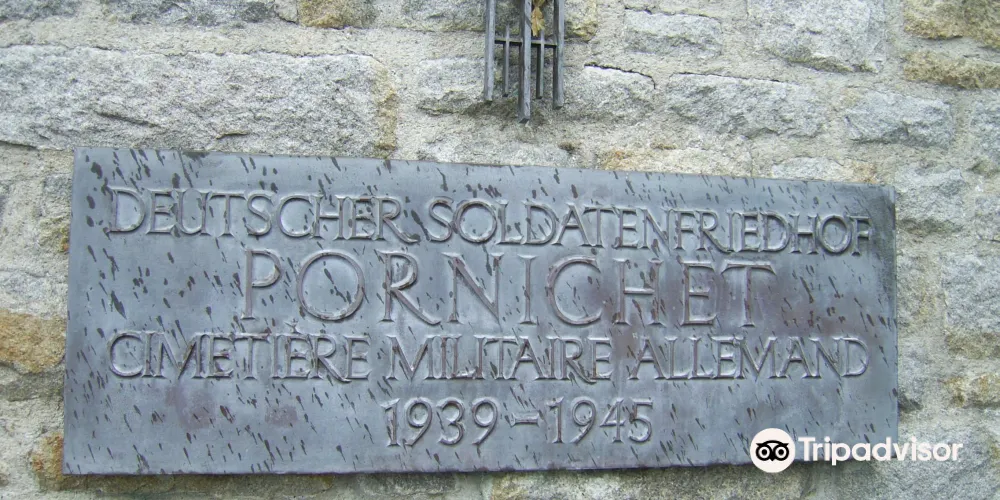 DEUTSCHER SOLDATENFRIEDHOF
PORNICHET
CIMETIÈRE MILITAIRE ALLEMAND
1939-1945
Tripadvisor